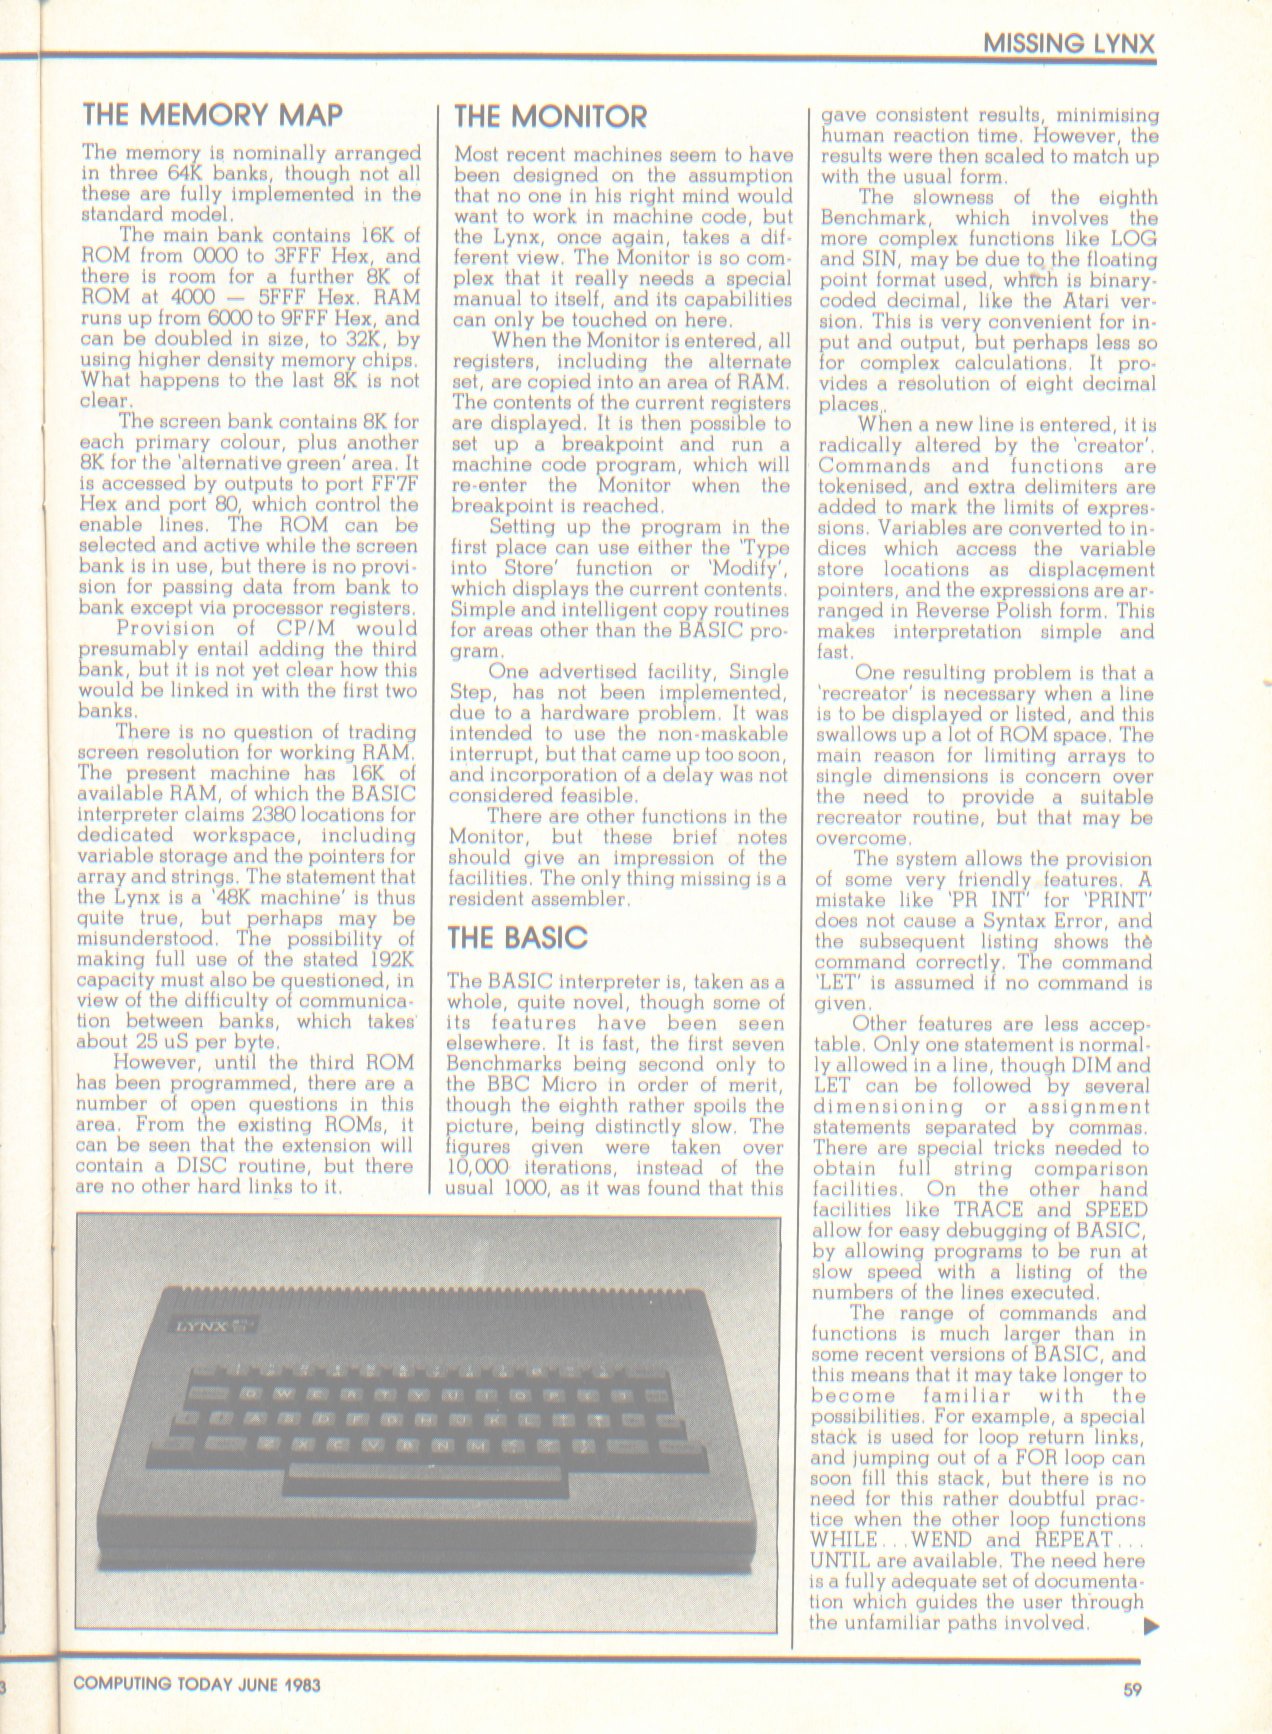 MISSING LYNX
THE MEMORY MAP
The memory is nominally arranged
in three 64K banks, though not all
these are fully implemented in the
standard model.
The main bank contains 16K of
ROM from 0000 to 3FFF Hex, and
there is room for a further 8K of
ROM at 4000 — 5FFF Hex. RAM
runs up from 6000 to 9FFF Hex, and
can be doubled in size, to 32K, by
using higher density memory chips.
What happens to the last 8K is not
clear.
The screen bank contains 8K for
each primary colour, plus another
8K for the 'alternative green' area. It
is accessed by outputs to port FF7F
Hex and port 80, which control the
enable lines. The ROM can be
selected and active while the screen
bank is in use, but there is no provi-
sion for passing data from bank to
bank except via processor registers.
Provision of CP/M would
presumably entail adding the third
bank, but it is not yet clear how this
would be linked in with the first two
banks.
There is no question of trading
screen resolution for working RAM.
The present machine has 16K of
available RAM, of which the BASIC
interpreter claims 2380 locations for
dedicated workspace, including
variable storage and the pointers for
array and strings. The statement that
the Lynx is a '48K machine' is thus
quite true, but perhaps may be
misunderstood. The possibility of
making full use of the stated 192K
capacity must also be questioned, in
view of the difficulty of communica-
tion between banks, which takes
about 25 uS per byte.
However, until the third ROM
has been programmed, there are a
number of open questions in this
area. From the existing ROMs, it
can be seen that the extension will
contain a DISC routine, but there
are no other hard links to it.
THE MONITOR
Most recent machines seem to have
been designed on the assumption
that no one in his right mind would
want to work in machine code, but
the Lynx, once again, takes a dif-
ferent view. The Monitor is so com-
plex that it really needs a special
manual to itself, and its capabilities
can only be touched on here.
When the Monitor is entered, all
registers, including the alternate
set, are copied into an area of RAM.
The contents of the current registers
are displayed. It is then possible to
set up a breakpoint and run a
machine code program, which will
re-enter the Monitor when the
breakpoint is reached.
Setting up the program in the
first place can use either the 'Type
into Store' function or 'Modify',
which displays the current contents.
Simple and intelligent copy routines
for areas other than the BASIC pro-
gram.
One advertised facility, Single
Step, has not been implemented,
due to a hardware problem. It was
intended to use the non-maskable
interrupt, but that came up too soon,
and incorporation of a delay was not
considered feasible.
There are other functions in the
Monitor, but these brief notes
should give an impression of the
facilities. The only thing missing is a
resident assembler.
THE BASIC
The BASIC interpreter is, taken as a
whole, quite novel, though some of
its features have been seen
elsewhere. It is fast, the first seven
Benchmarks being second only to
the BBC Micro in order of merit,
though the eighth rather spoils the
picture, being distinctly slow. The
figures given were taken over
10,000 iterations, instead of the
usual 1000, as it was found that this
gave consistent results, minimising
human reaction time. However, the
results were then scaled to match up
with the usual form.
The slowness of the eighth
Benchmark, which involves the
more complex functions like LOG
and SIN, may be due to the floating
point format used, which is binary-
coded decimal, like the Atari ver-
sion. This is very convenient for in-
put and output, but perhaps less so
for complex calculations. It pro-
vides a resolution of eight decimal
places,.
When a new line is entered, it is
radically altered by the 'creator'.
Commands and functions are
tokenised, and extra delimiters are
added to mark the limits of expres-
sions. Variables are converted to in-
dices which access the variable
store locations as displacement
pointers, and the expressions are ar-
ranged in Reverse Polish form. This
makes interpretation simple and
fast.
One resulting problem is that a
'recreator' is necessary when a line
is to be displayed or listed, and this
swallows up a lot of ROM space. The
main reason for limiting arrays to
single dimensions is concern over
the need to provide a suitable
recreator routine, but that may be
overcome.
The system allows the provision
of some very friendly features. A
mistake like 'PR INT' for 'PRINT'
does not cause a Syntax Error, and
the subsequent listing shows the
command correctly. The command
'LET' is assumed if no command is
given.
Other features are less accep-
table. Only one statement is normal-
ly allowed in a line, though DIM and
LET can be followed by several
dimensioning or assignment
statements separated by commas.
There are special tricks needed to
obtain full string comparison
facilities. On the other hand
facilities like TRACE and SPEED
allow for easy debugging of BASIC,
by allowing programs to be run at
slow speed with a listing of the
numbers of the lines executed.
The range of commands and
functions is much larger than in
some recent versions of BASIC, and
this means that it may take longer to
become familiar with the
possibilities. For example, a special
stack is used for loop return links,
and jumping out of a FOR loop can
soon fill this stack, but there is no
need for this rather doubtful prac-
tice when the other loop functions
WHILE...WEND and REPEAT...
UNTIL are available. The need here
is a fully adequate set of documenta-
tion which guides the user through
the unfamiliar paths involved.
LYNX
Q W E R T Y U I O P
A S D F G H J K L
Z X C V B N M
COMPUTING TODAY JUNE 1983
59